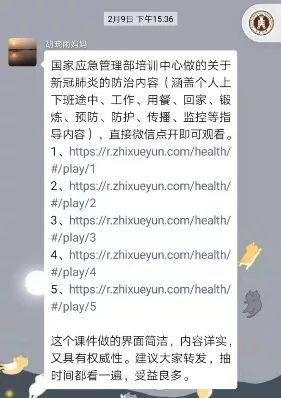 2月9日 下午15.36
胡晓雨妈妈
国家应急管理部培训中心做的关于
新冠肺炎的防治内容（涵盖个人上
下班途中、工作、用餐、回家、锻
炼、预防、防护、传播、监控等指
导内容），直接微信点开即可观看。
1、https://r.zhixueyun.com/health/
#/play/1
2、https://r.zhixueyun.com/health/
#/play/2
3、https://r.zhixueyun.com/health/
#/play/3
4、https://r.zhixueyun.com/health/
#/play/4
5、https://r.zhixueyun.com/health/
#/play/5
这个课件做的界面简洁，内容详实，
又具有权威性。建议大家转发，抽
时间都看一遍，受益良多。